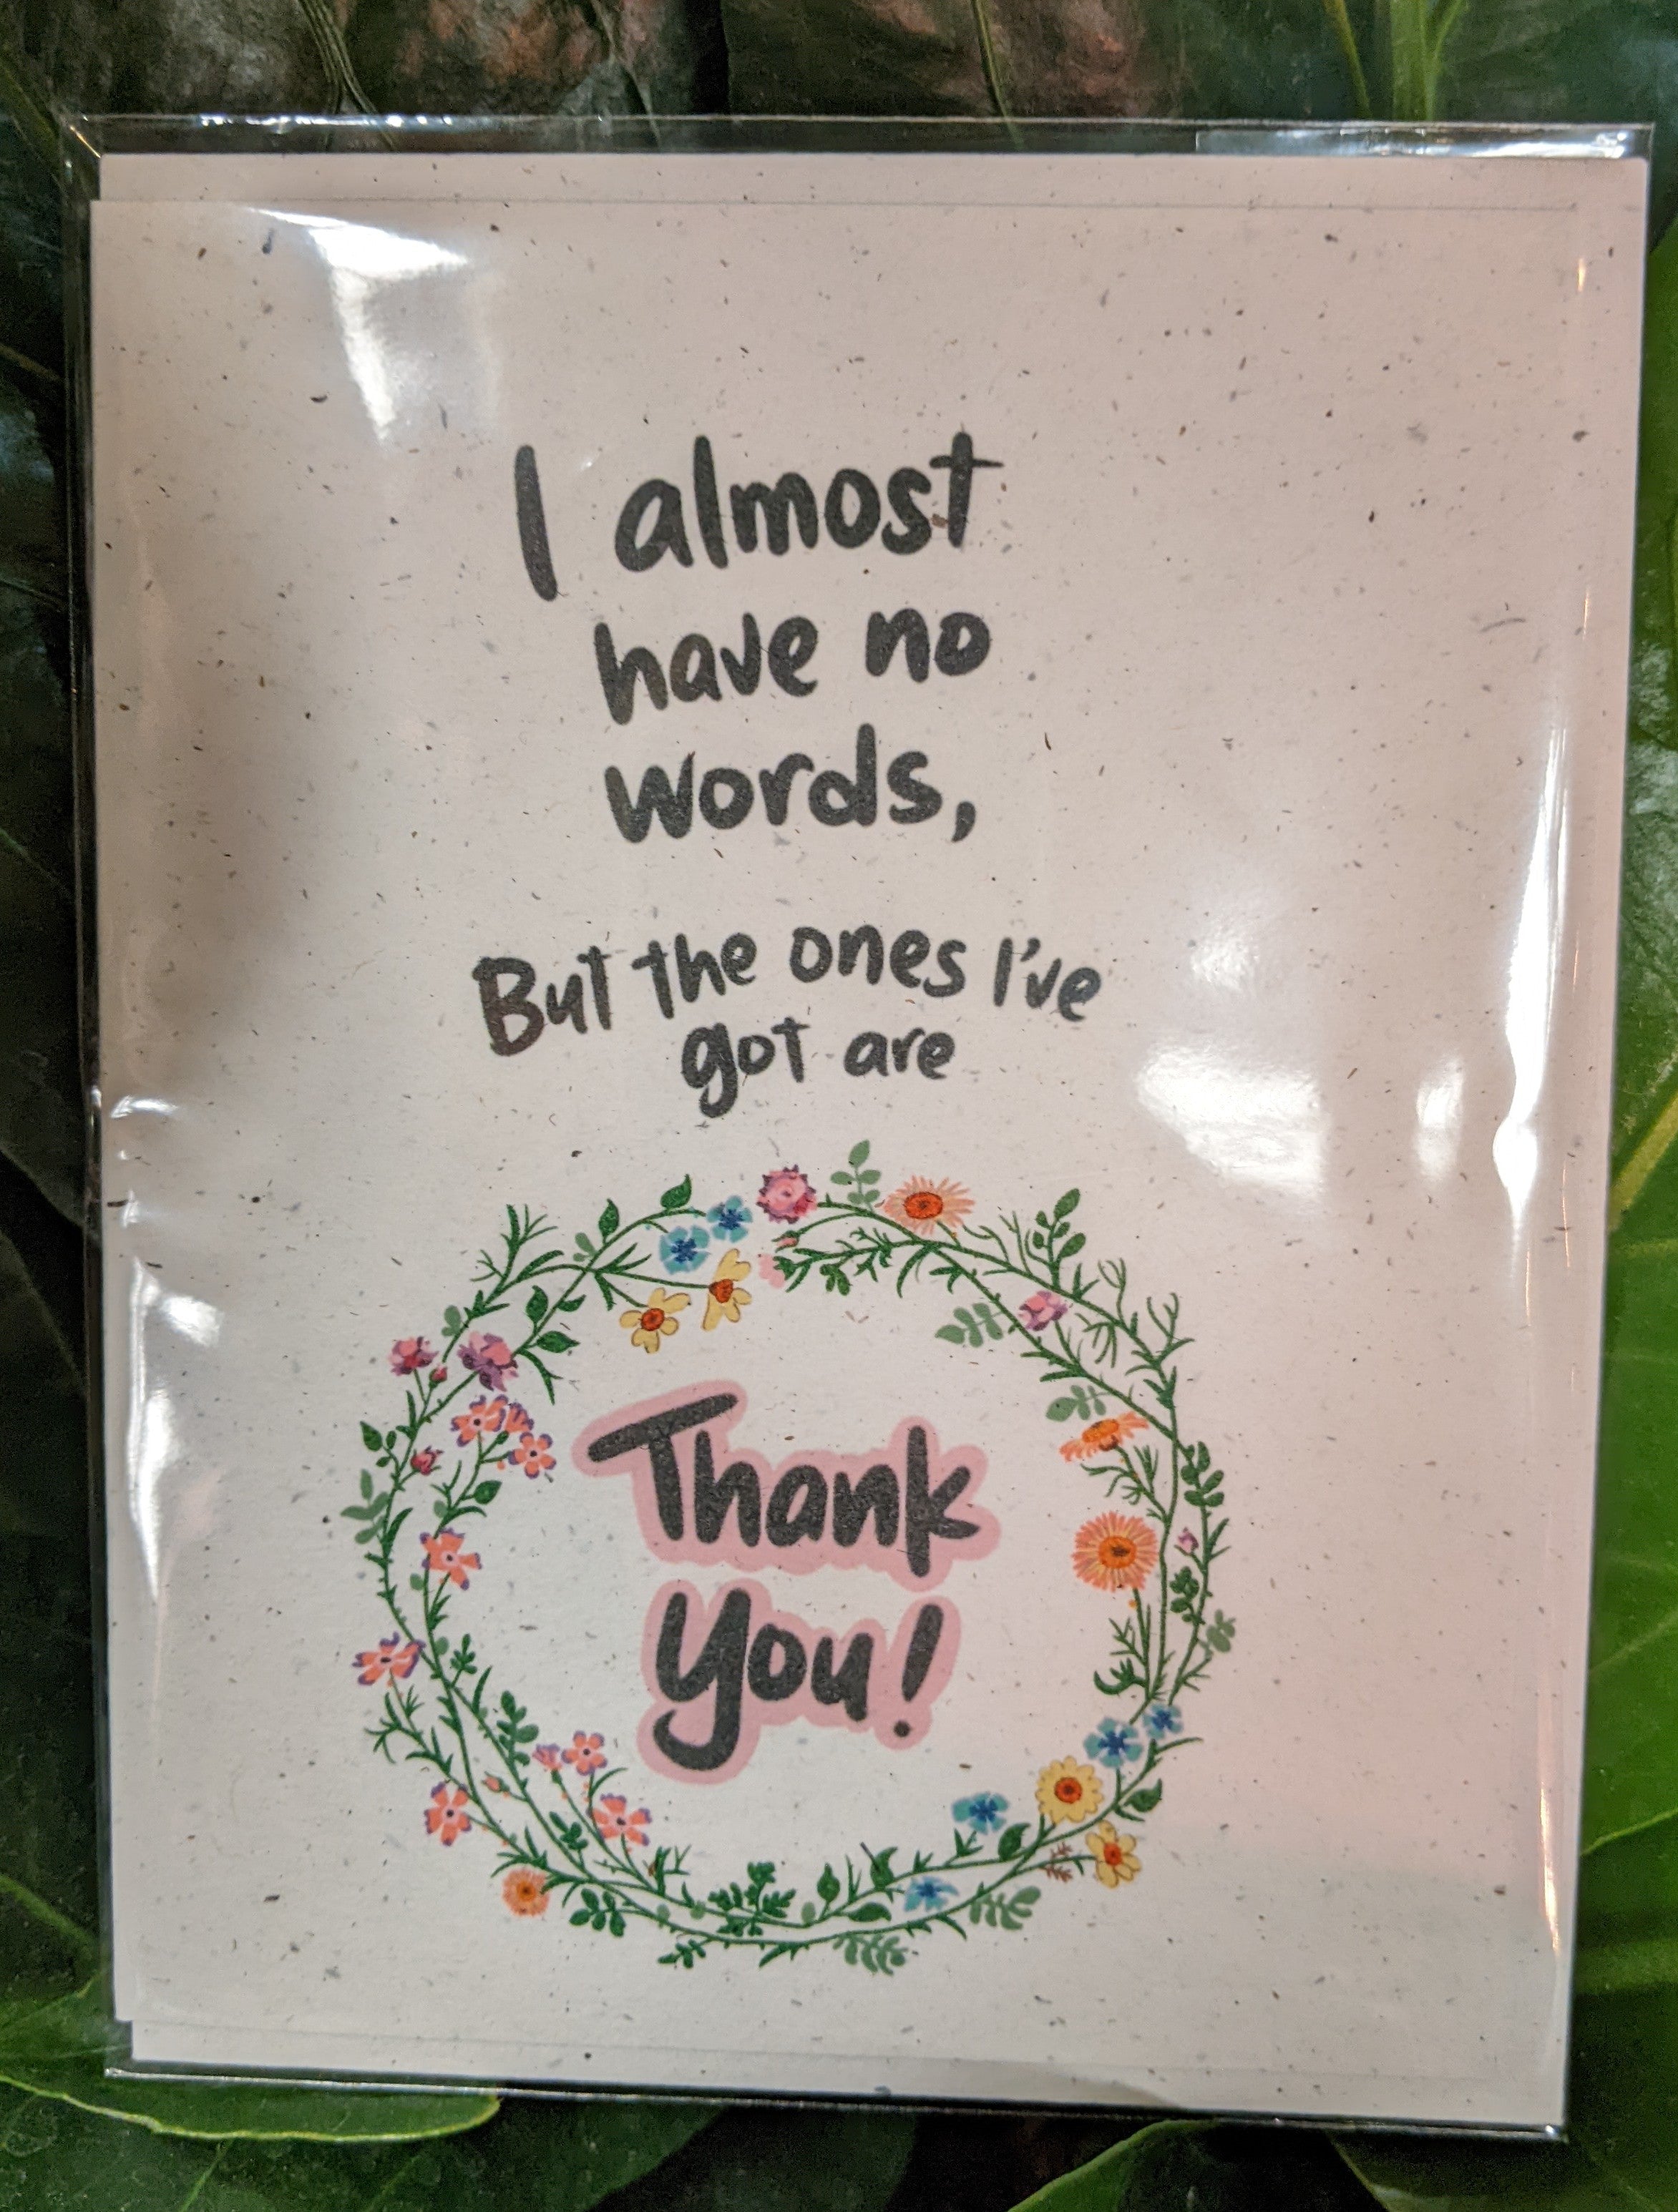 I almost
have no
words,
But the ones I've
got are
Thank
You!